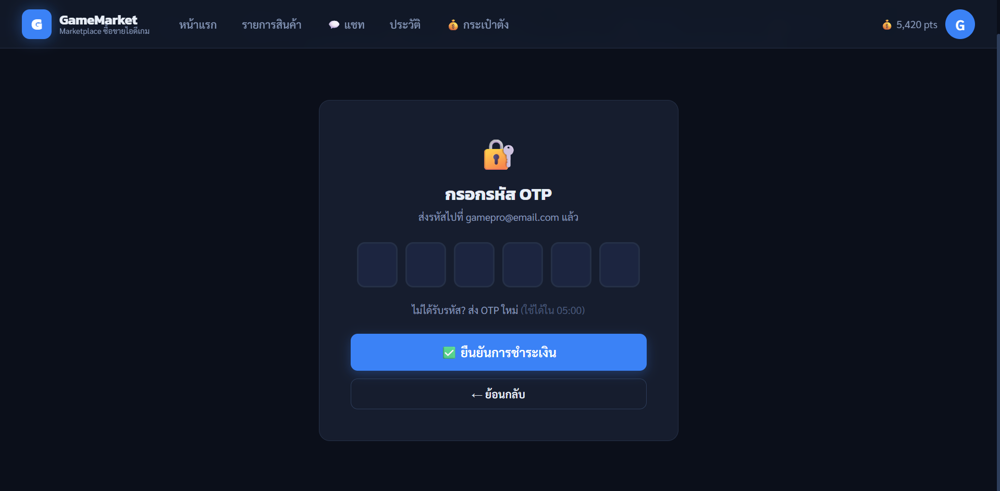 G
GameMarket
Marketplace ซื้อขายไอดีเกม
หน้าแรก
รายการสินค้า
💬 แชท
ประวัติ
💰 กระเป๋าตัง
💰 5,420 pts
G
กรอกรหัส OTP
ส่งรหัสไปที่ gamepro@email.com แล้ว
ไม่ได้รับรหัส? ส่ง OTP ใหม่ (ใช้ได้ใน 05:00)
✅ ยืนยันการชำระเงิน
← ย้อนกลับ